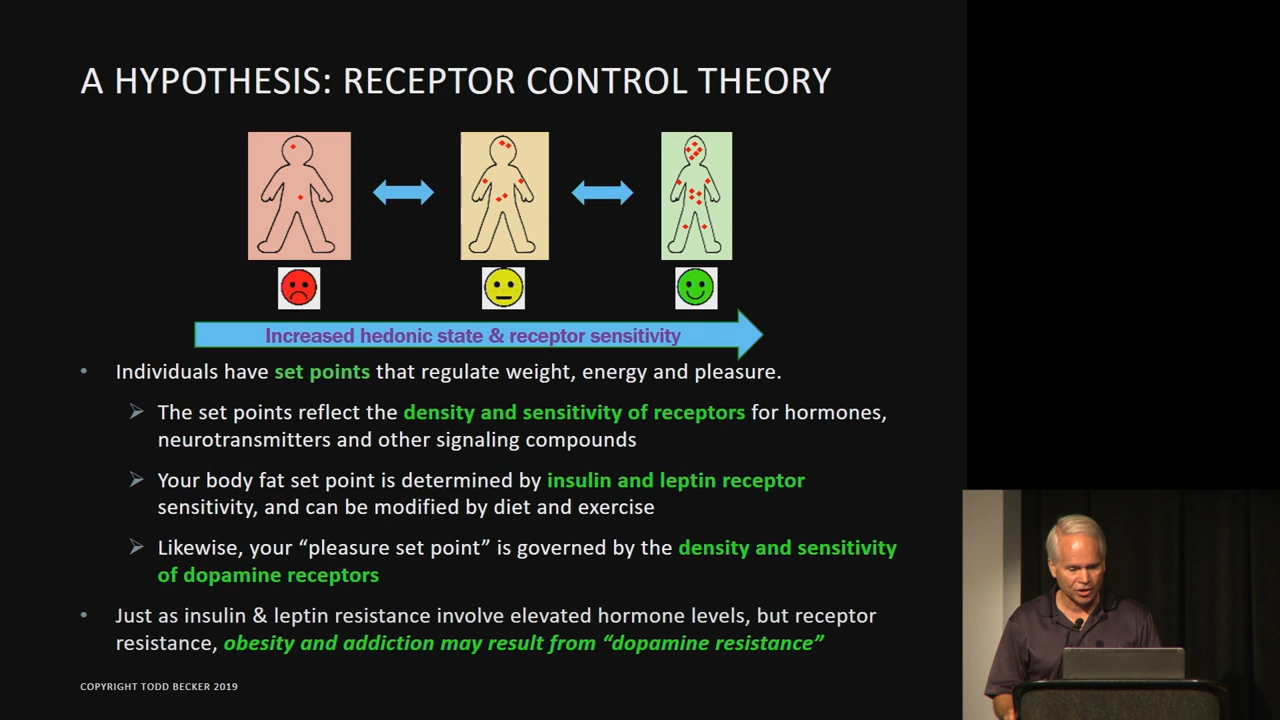 A HYPOTHESIS: RECEPTOR CONTROL THEORY
Increased hedonic state & receptor sensitivity
• Individuals have set points that regulate weight, energy and pleasure.
➢ The set points reflect the density and sensitivity of receptors for hormones,
neurotransmitters and other signaling compounds
➢ Your body fat set point is determined by insulin and leptin receptor
sensitivity, and can be modified by diet and exercise
➢ Likewise, your “pleasure set point” is governed by the density and sensitivity
of dopamine receptors
• Just as insulin & leptin resistance involve elevated hormone levels, but receptor
resistance, obesity and addiction may result from “dopamine resistance”
COPYRIGHT TODD BECKER 2019